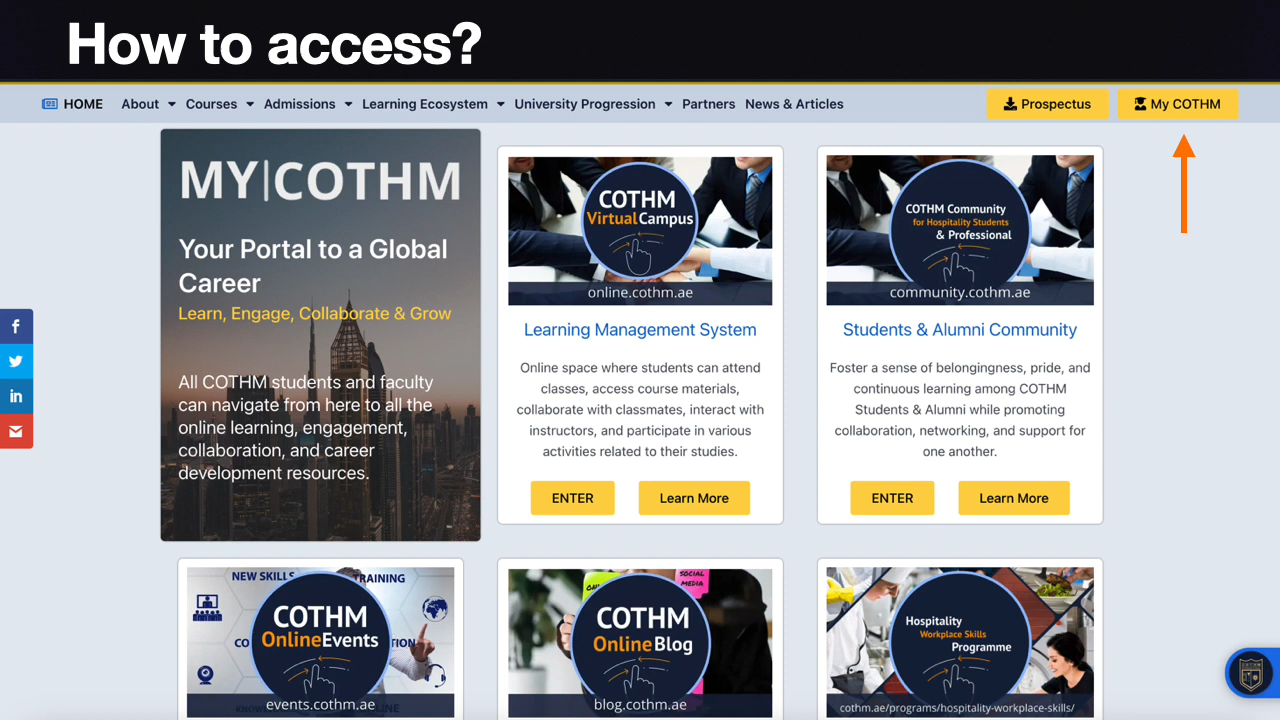 How to access?
HOME About Courses Admissions Learning Ecosystem University Progression Partners News & Articles Prospectus My COTHM
MY|COTHM
Your Portal to a Global
Career
Learn, Engage, Collaborate & Grow
All COTHM students and faculty
can navigate from here to all the
online learning, engagement,
collaboration, and career
development resources.
COTHM
VirtualCampus
online.cothm.ae
Learning Management System
Online space where students can attend
classes, access course materials,
collaborate with classmates, interact with
instructors, and participate in various
activities related to their studies.
ENTER Learn More
COTHM Community
for Hospitality Students
& Professional
community.cothm.ae
Students & Alumni Community
Foster a sense of belongingness, pride, and
continuous learning among COTHM
Students & Alumni while promoting
collaboration, networking, and support for
one another.
ENTER Learn More
NEW SKILLS TRAINING
COTHM
OnlineEvents
events.cothm.ae
SOCIAL
MEDIA
COTHM
OnlineBlog
blog.cothm.ae
Hospitality
Workplace Skills
Programme
cothm.ae/programs/hospitality-workplace-skills/